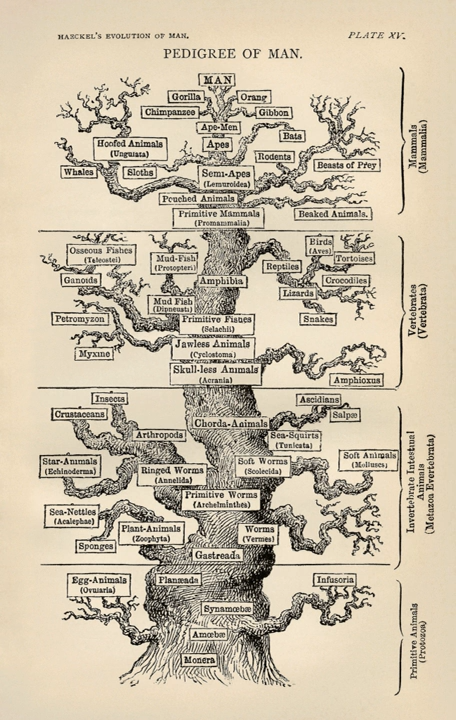 HAECKEL'S EVOLUTION OF MAN.
PLATE XV.
PEDIGREE OF MAN.
MAN
Gorilla
Orang
Chimpanzee
Gibbon
Ape-Men
Bats
Apes
Hoofed Animals
(Ungulata)
Rodents
Beasts of Prey
Whales
Sloths
Semi-Apes
(Lemuroidea)
Pouched Animals
Primitive Mammals
(Promammalia)
Beaked Animals.
Mammals
(Mammalia)
Osseous Fishes
(Teleostei)
Mud-Fish
(Protopteri)
Birds
(Aves)
Tortoises
Reptiles
Ganoids
Amphibia
Crocodiles
Lizards
Mud Fish
(Dipneusti)
Petromyzon
Primitive Fishes
(Selachii)
Snakes
Jawless Animals
(Cyclostoma)
Myxine
Skull-less Animals
(Acrania)
Amphioxus
Vertebrates
(Vertebrata)
Insects
Ascidians
Crustaceans
Salpæ
Chorda-Animals
Arthropods
Sea-Squirts
(Tunicata)
Star-Animals
(Echinoderma)
Ringed Worms
(Annelida)
Soft Worms
(Scolecida)
Soft Animals
(Molluscs)
Primitive Worms
(Archelminthes)
Sea-Nettles
(Acalephae)
Plant-Animals
(Zoophyta)
Worms
(Vermes)
Sponges
Gastreada
Invertebrate Intestinal
Animals
(Metazoa Evertebrata)
Egg-Animals
(Ovularia)
Planæada
Infusoria
Synamœbæ
Amœbæ
Monera
Primitive Animals
(Protozoa)